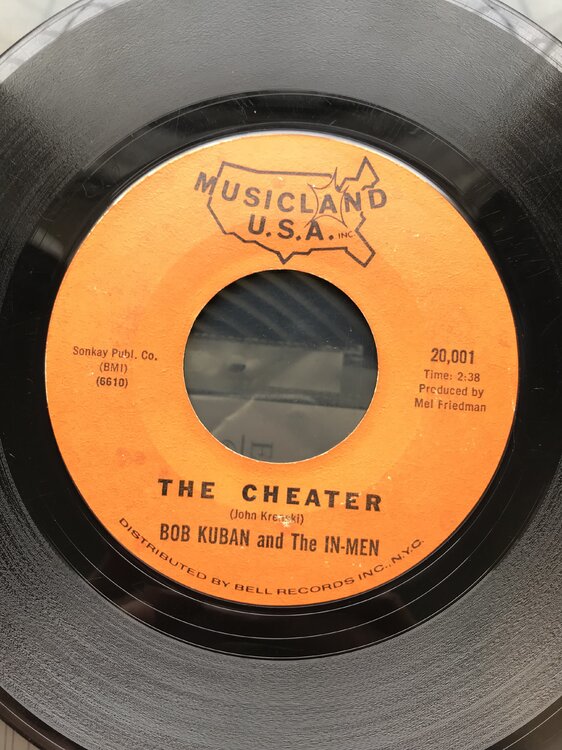 MUSICLAND
U.S.A. INC.
Sonkay Publ. Co.
(BMI)
(6610)
20,001
Time: 2:38
Produced by
Mel Friedman
THE CHEATER
(John Krenski)
BOB KUBAN and The IN-MEN
DISTRIBUTED BY BELL RECORDS INC., N.Y.C.